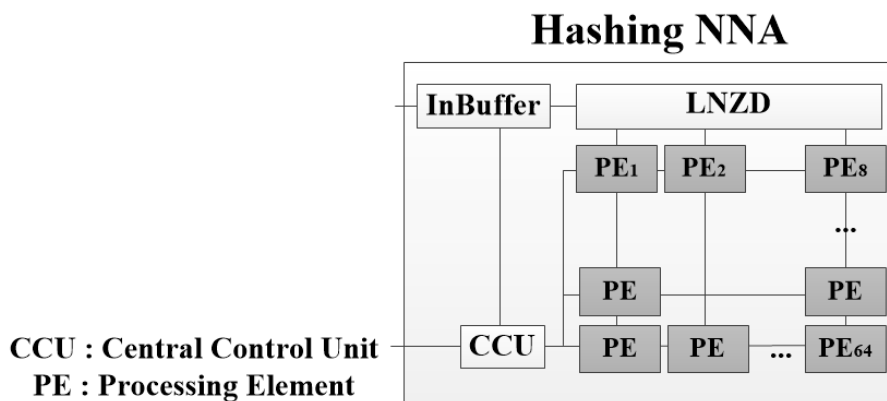 Hashing NNA
InBuffer LNZD
PE1 PE2 PE8
...
PE PE
CCU : Central Control Unit CCU PE PE ... PE64
PE : Processing Element